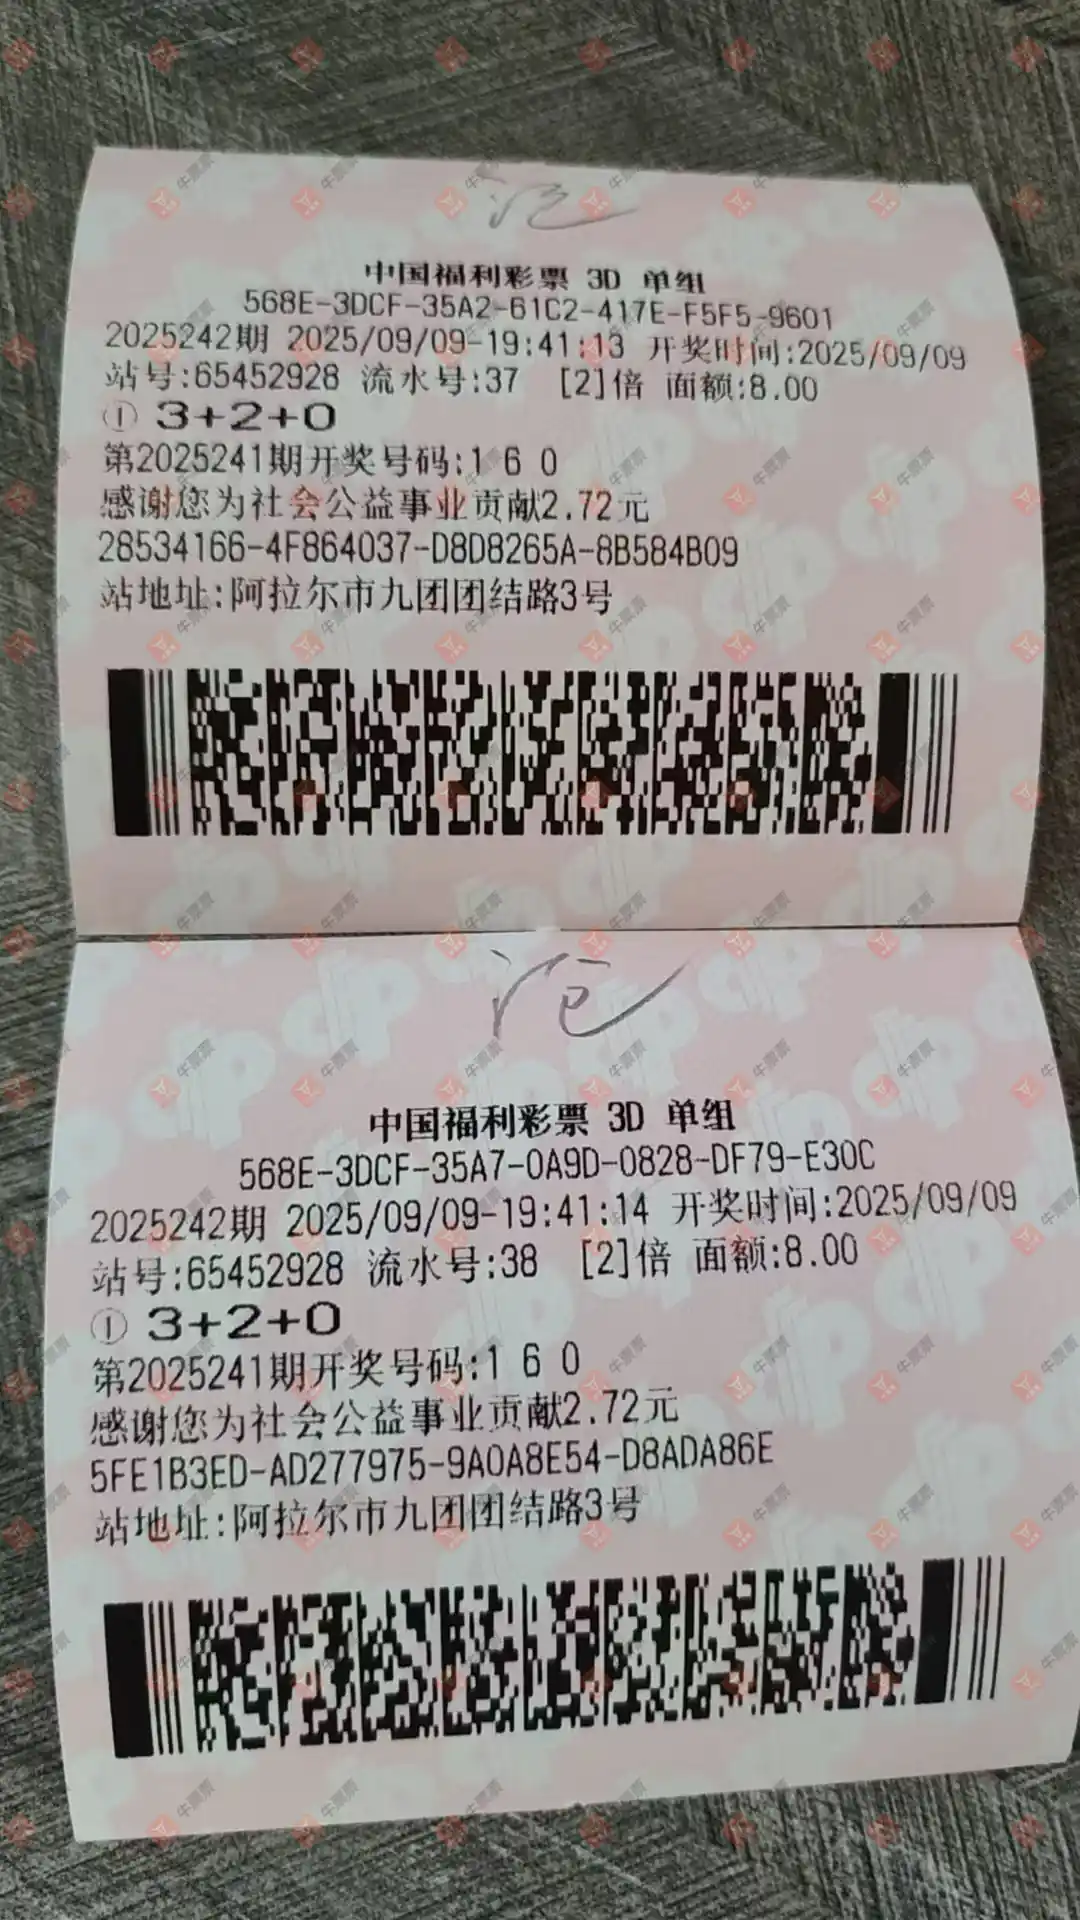 沱
中国福利彩票 3D 单组
568E-3DCF-35A2-61C2-417E-F5F5-9601
2025242期 2025/09/09-19:41:13 开奖时间:2025/09/09
站号:65452928 流水号:37 [2]倍 面额:8.00
① 3+2+0
第2025241期开奖号码:1 6 0
感谢您为社会公益事业贡献2.72元
28534166-4F864037-D8D8265A-8B584B09
站地址:阿拉尔市九团团结路3号
沱
中国福利彩票 3D 单组
568E-3DCF-35A7-0A9D-0828-DF79-E30C
2025242期 2025/09/09-19:41:14 开奖时间:2025/09/09
站号:65452928 流水号:38 [2]倍 面额:8.00
① 3+2+0
第2025241期开奖号码:1 6 0
感谢您为社会公益事业贡献2.72元
5FE1B3ED-AD277975-9A0A8E54-D8ADA86E
站地址:阿拉尔市九团团结路3号
牛票票